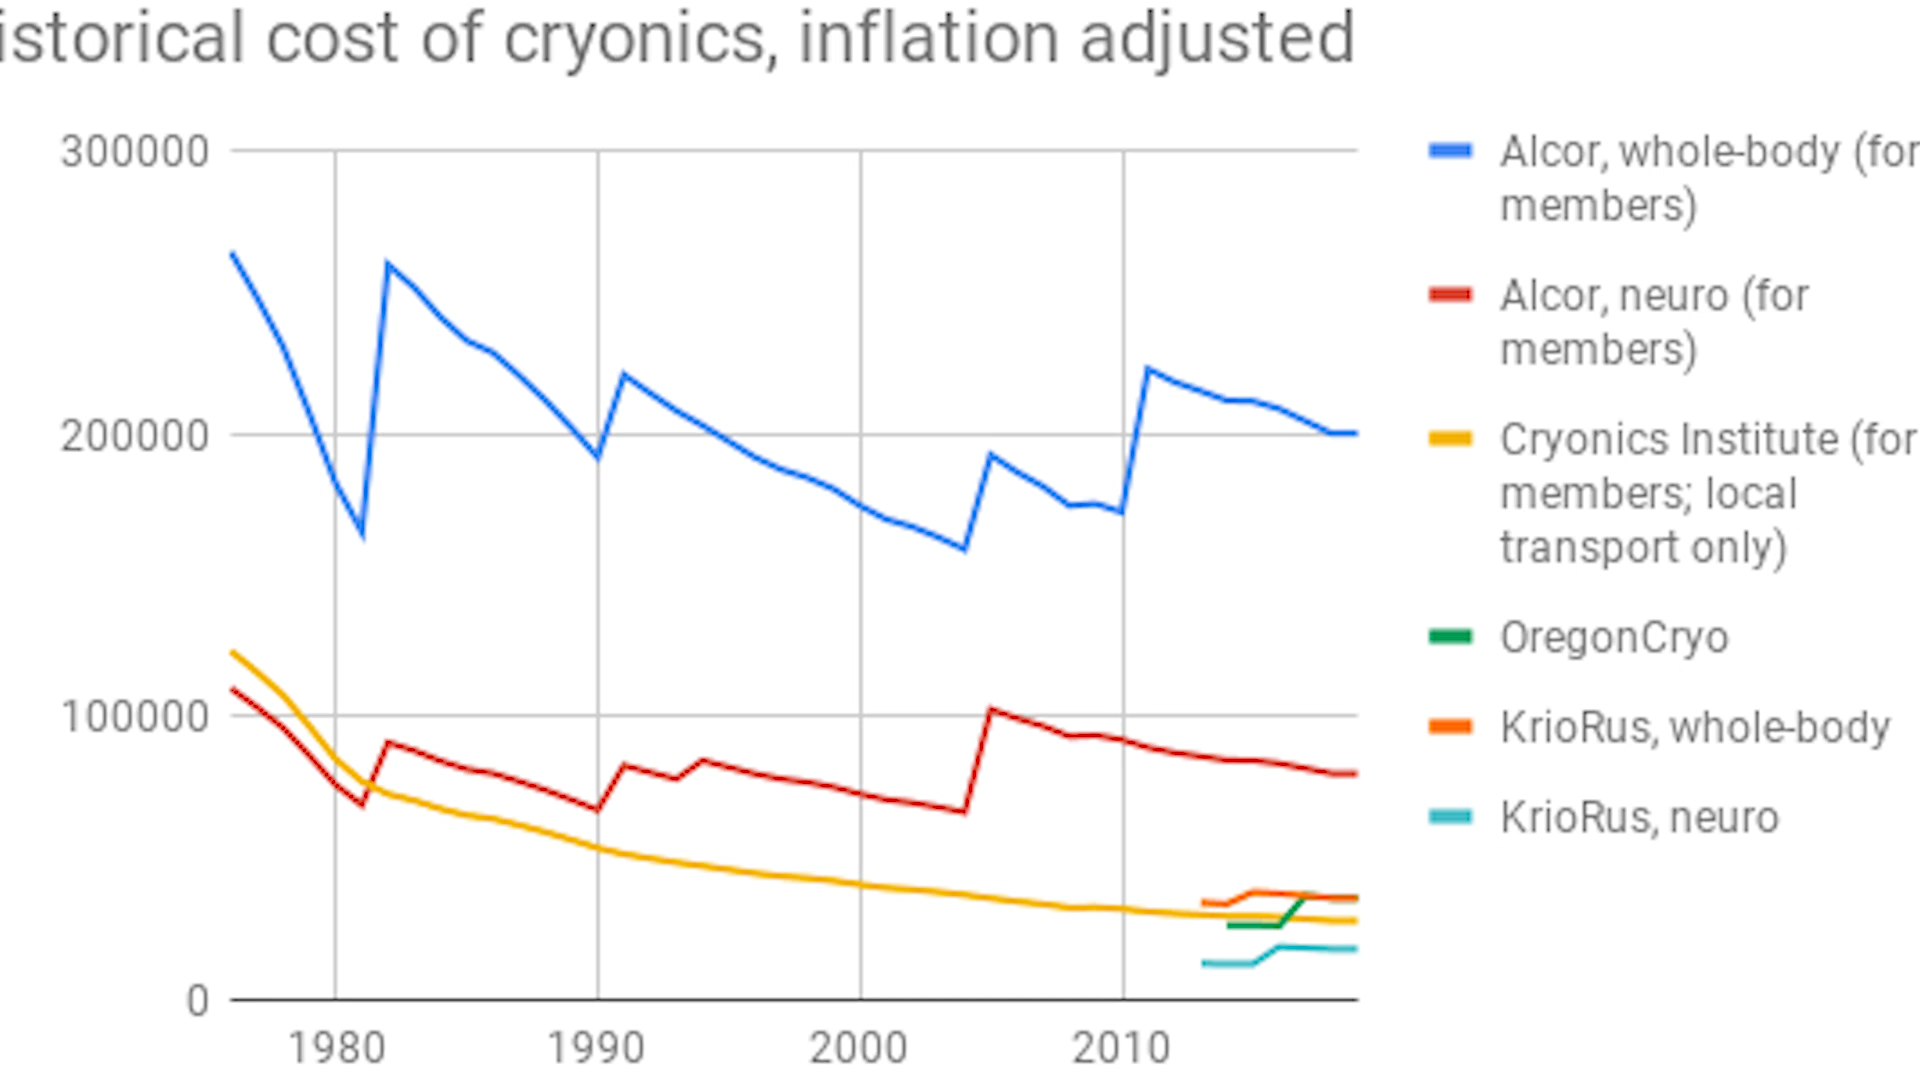 istorical cost of cryonics, inflation adjusted
300000
200000
100000
0
1980 1990 2000 2010
Alcor, whole-body (for
members)
Alcor, neuro (for
members)
Cryonics Institute (for
members; local
transport only)
OregonCryo
KrioRus, whole-body
KrioRus, neuro